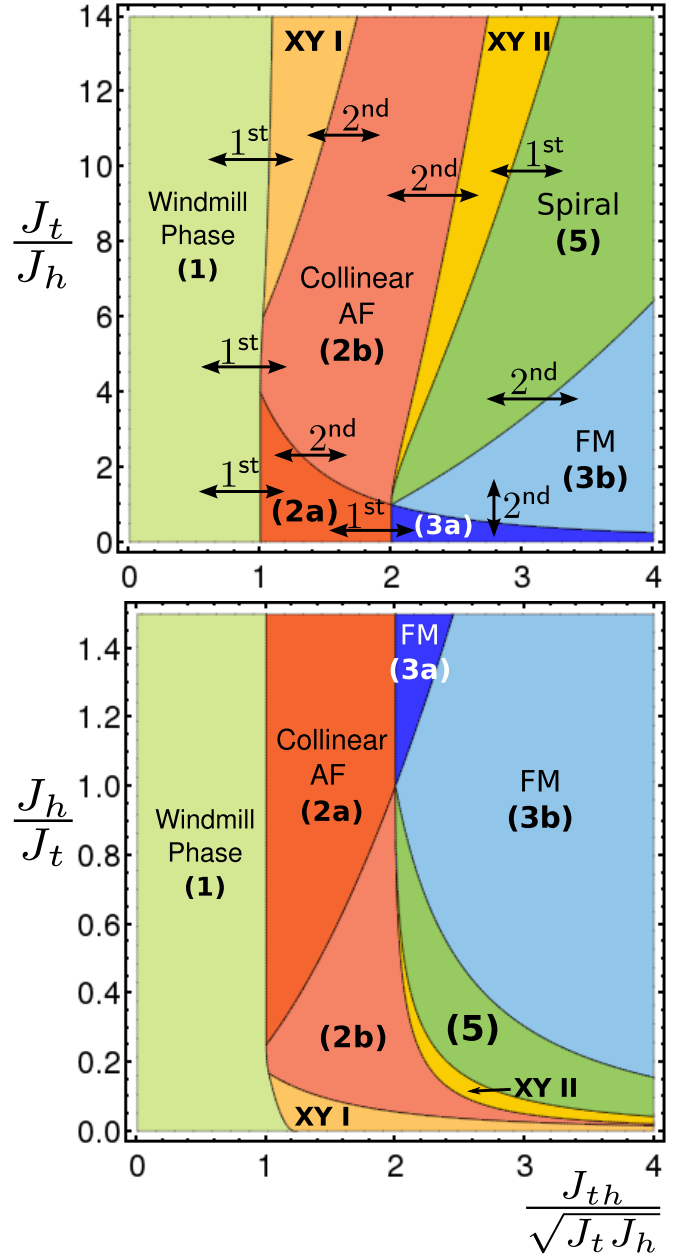 14
12
10
8
6
4
2
0
J_t
J_h
XY I
XY II
2nd
1st
1st
2nd
Windmill
Phase
(1)
Spiral
(5)
Collinear
AF
(2b)
1st
2nd
2nd
FM
(3b)
1st
(2a)
1st
(3a)
2nd
0 1 2 3 4
1.4
1.2
1.0
0.8
0.6
0.4
0.2
0.0
J_h
J_t
FM
(3a)
Collinear
AF
(2a)
FM
(3b)
Windmill
Phase
(1)
(2b)
(5)
XY II
XY I
0 1 2 3 4
J_{th}
√J_t J_h